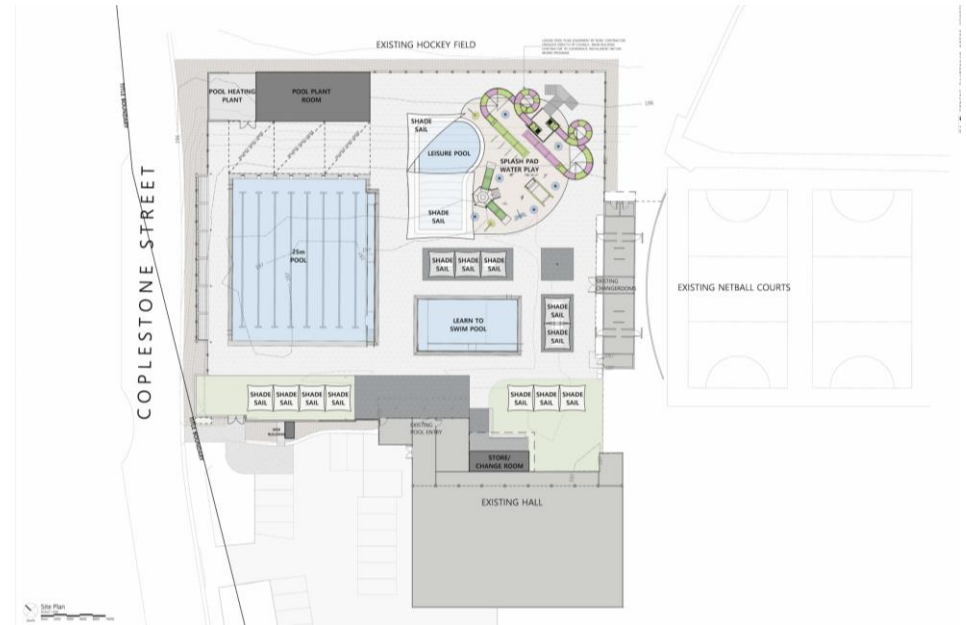 EXISTING HOCKEY FIELD
POOL HEATING
PLANT
POOL PLANT
ROOM
SHADE
SAIL
LEISURE POOL
SPLASH PAD
WATER PLAY
SHADE
SAIL
COPLESTONE STREET
25m
POOL
SHADE
SAIL
SHADE
SAIL
SHADE
SAIL
EXISTING
CHANGEROOMS
EXISTING NETBALL COURTS
LEARN TO
SWIM POOL
SHADE
SAIL
SHADE
SAIL
SHADE
SAIL
SHADE
SAIL
SHADE
SAIL
SHADE
SAIL
SHADE
SAIL
SHADE
SAIL
SHADE
SAIL
EXISTING
POOL ENTRY
STORE/
CHANGE ROOM
EXISTING HALL
Site Plan